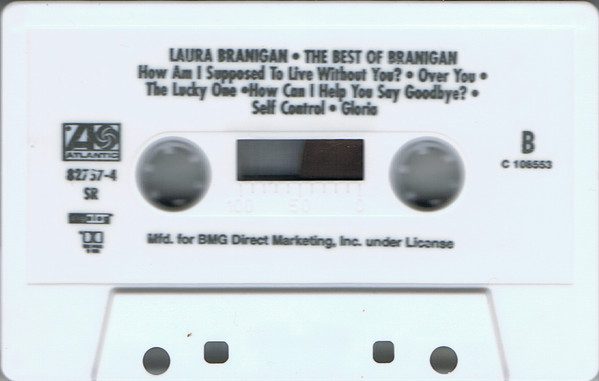 LAURA BRANIGAN • THE BEST OF BRANIGAN
How Am I Supposed To Live Without You? • Over You •
The Lucky One •How Can I Help You Say Goodbye? •
Self Control • Gloria
ATLANTIC
82757-4
SR
B
C 108553
100 50 0
Mfd. for BMG Direct Marketing, Inc. under License